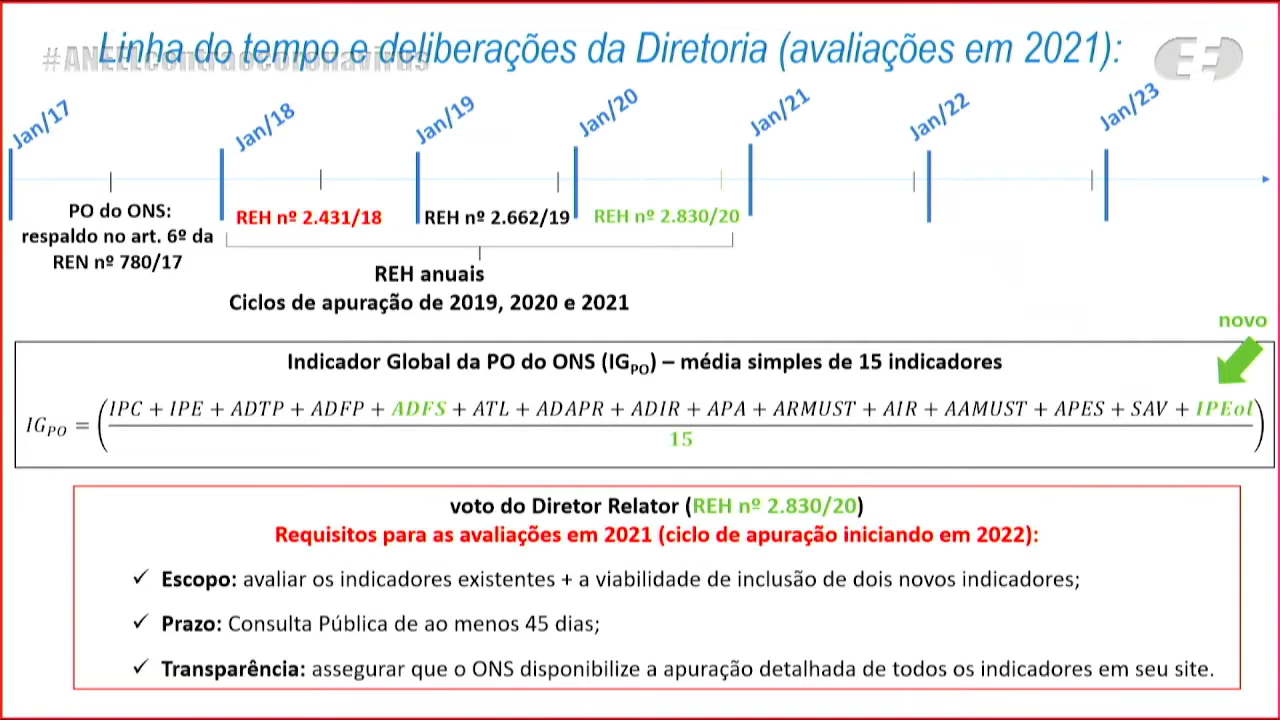 Linha do tempo e deliberações da Diretoria (avaliações em 2021):
#ANEELcontraocoronavirus
Jan/17
Jan/18
Jan/19
Jan/20
Jan/21
Jan/22
Jan/23
PO do ONS:
respaldo no art. 6º da
REN nº 780/17
REH nº 2.431/18
REH nº 2.662/19
REH nº 2.830/20
REH anuais
Ciclos de apuração de 2019, 2020 e 2021
novo
Indicador Global da PO do ONS (IGPO) – média simples de 15 indicadores
IGPO = (IPC + IPE + ADTP + ADFP + ADFS + ATL + ADAPR + ADIR + APA + ARMUST + AIR + AAMUST + APES + SAV + IPEol)
15
voto do Diretor Relator (REH nº 2.830/20)
Requisitos para as avaliações em 2021 (ciclo de apuração iniciando em 2022):
✓ Escopo: avaliar os indicadores existentes + a viabilidade de inclusão de dois novos indicadores;
✓ Prazo: Consulta Pública de ao menos 45 dias;
✓ Transparência: assegurar que o ONS disponibilize a apuração detalhada de todos os indicadores em seu site.